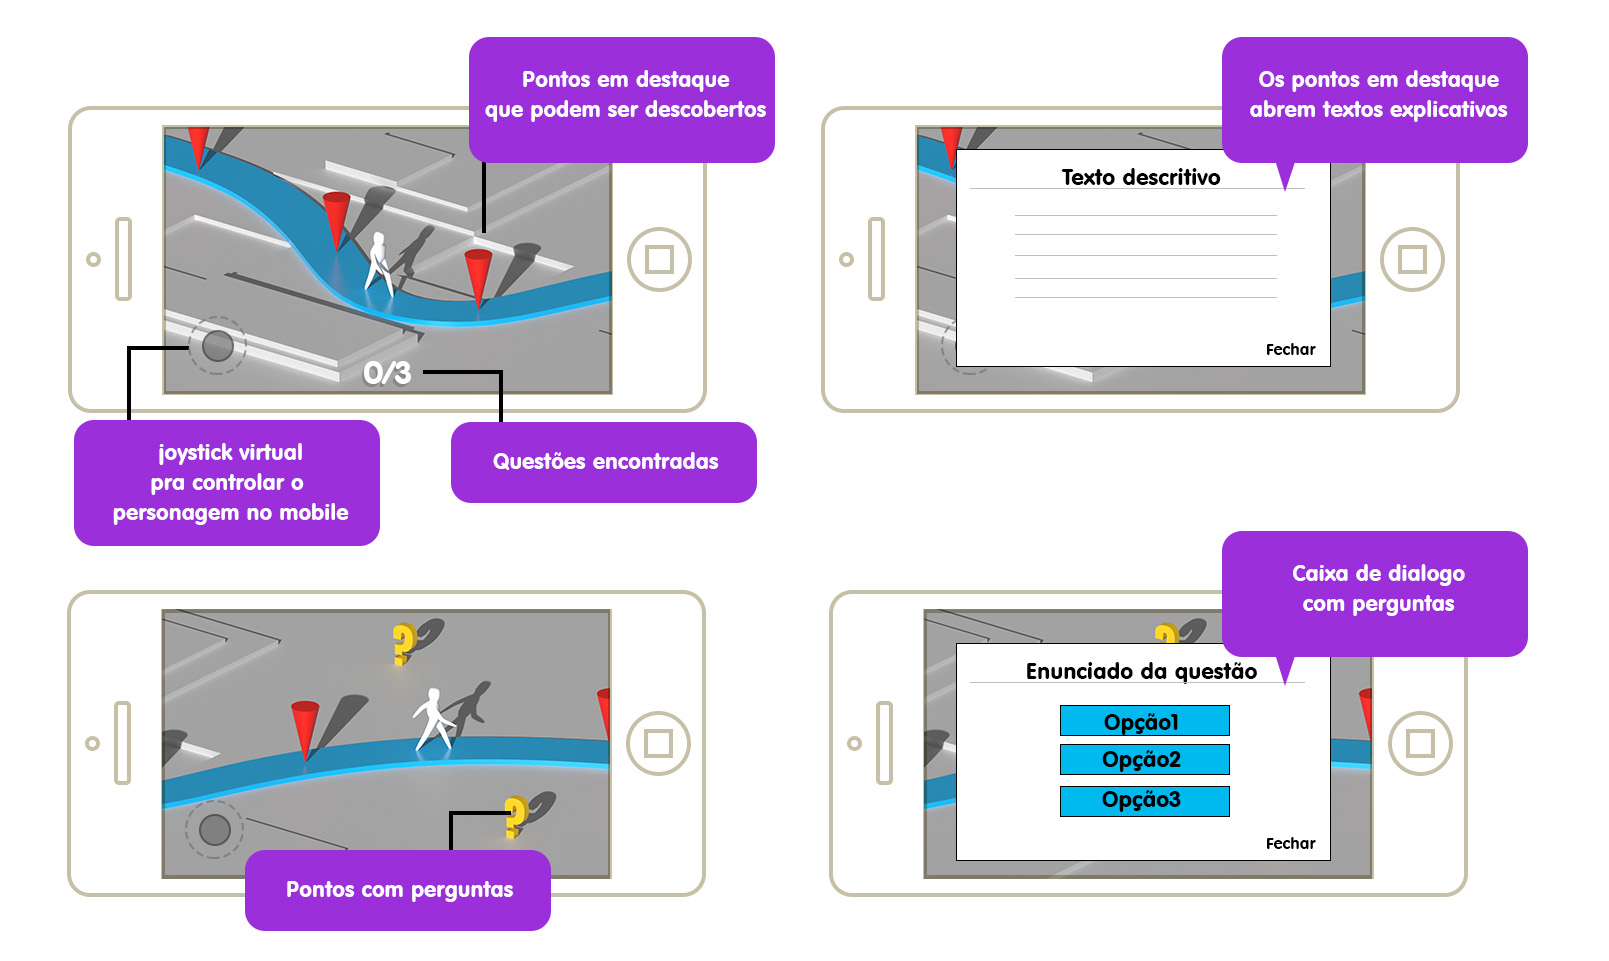 Pontos em destaque
que podem ser descobertos
0/3
joystick virtual
pra controlar o
personagem no mobile
Questões encontradas
Os pontos em destaque
abrem textos explicativos
Texto descritivo
Fechar
?
?
Pontos com perguntas
Caixa de dialogo
com perguntas
?
Enunciado da questão
Opção1
Opção2
Opção3
Fechar